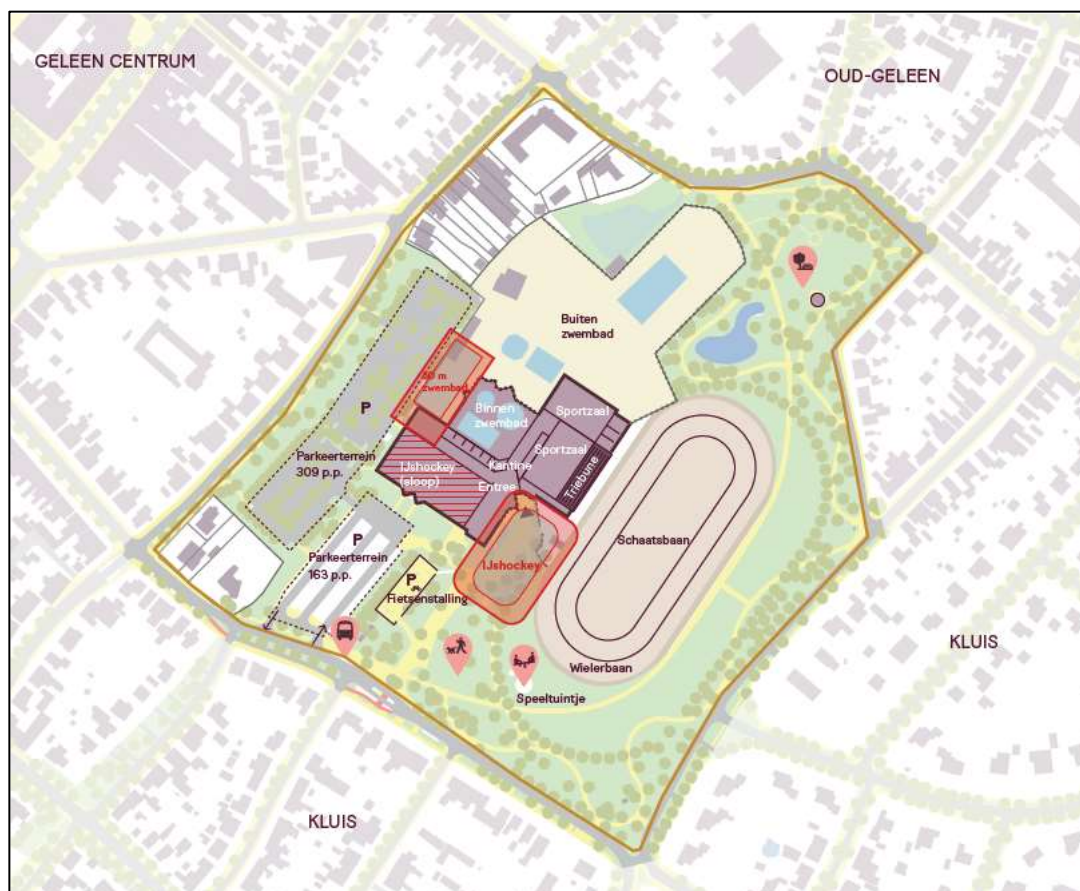 GELEEN CENTRUM
OUD-GELEEN
Buiten
zwembad
zwembad
Sportzaal
Binnen
zwembad
P
Sportzaal
Parkeerterrein
309 p.p.
IJshockey
(sloop)
Kantine
Entree
Triebune
P
Parkeerterrein
163 p.p.
IJshockey
Schaatsbaan
P
Fietsenstalling
Wielerbaan
Speeltuintje
KLUIS
KLUIS